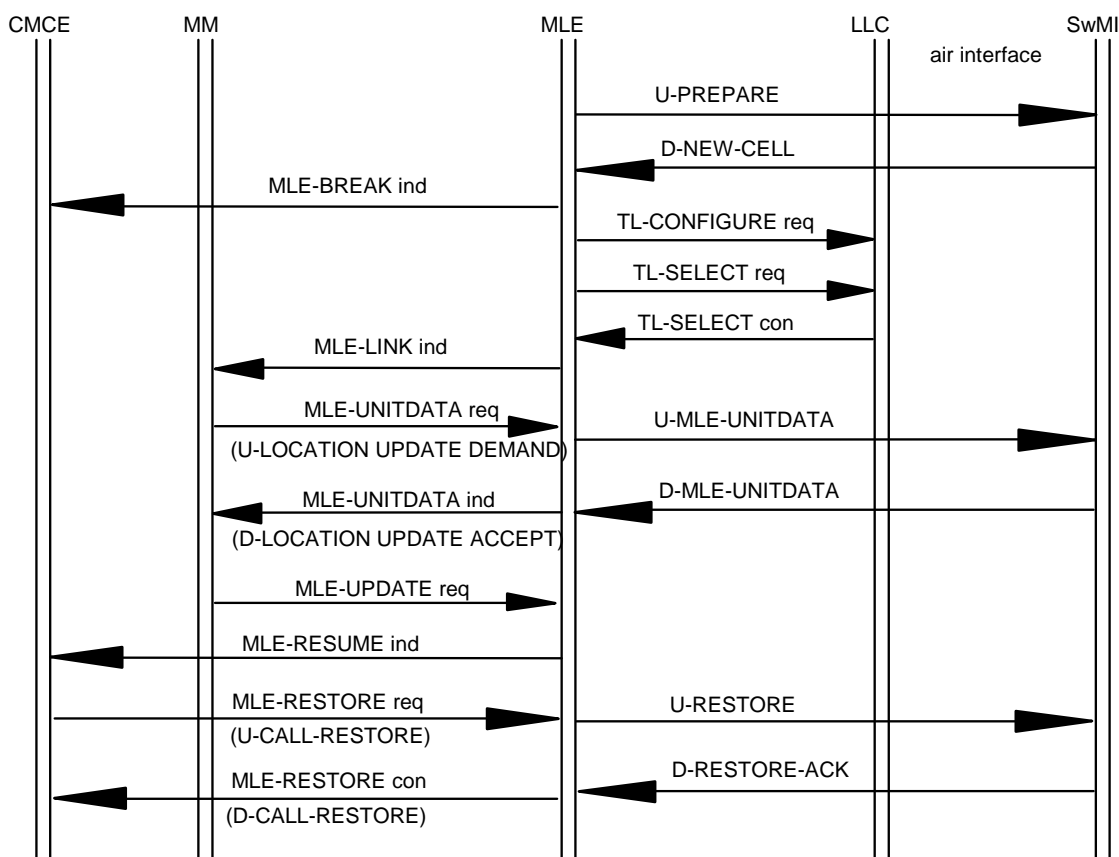 CMCE MM MLE LLC SwMI
air interface
U-PREPARE
D-NEW-CELL
MLE-BREAK ind
TL-CONFIGURE req
TL-SELECT req
TL-SELECT con
MLE-LINK ind
MLE-UNITDATA req
U-MLE-UNITDATA
(U-LOCATION UPDATE DEMAND)
D-MLE-UNITDATA
MLE-UNITDATA ind
(D-LOCATION UPDATE ACCEPT)
MLE-UPDATE req
MLE-RESUME ind
MLE-RESTORE req
U-RESTORE
(U-CALL-RESTORE)
D-RESTORE-ACK
MLE-RESTORE con
(D-CALL-RESTORE)